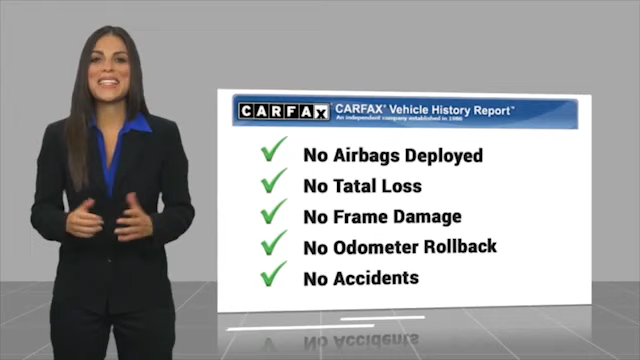 CARFAX CARFAX® Vehicle History Report™
An independent company established in 1986
No Airbags Deployed
No Tatal Loss
No Frame Damage
No Odometer Rollback
No Accidents